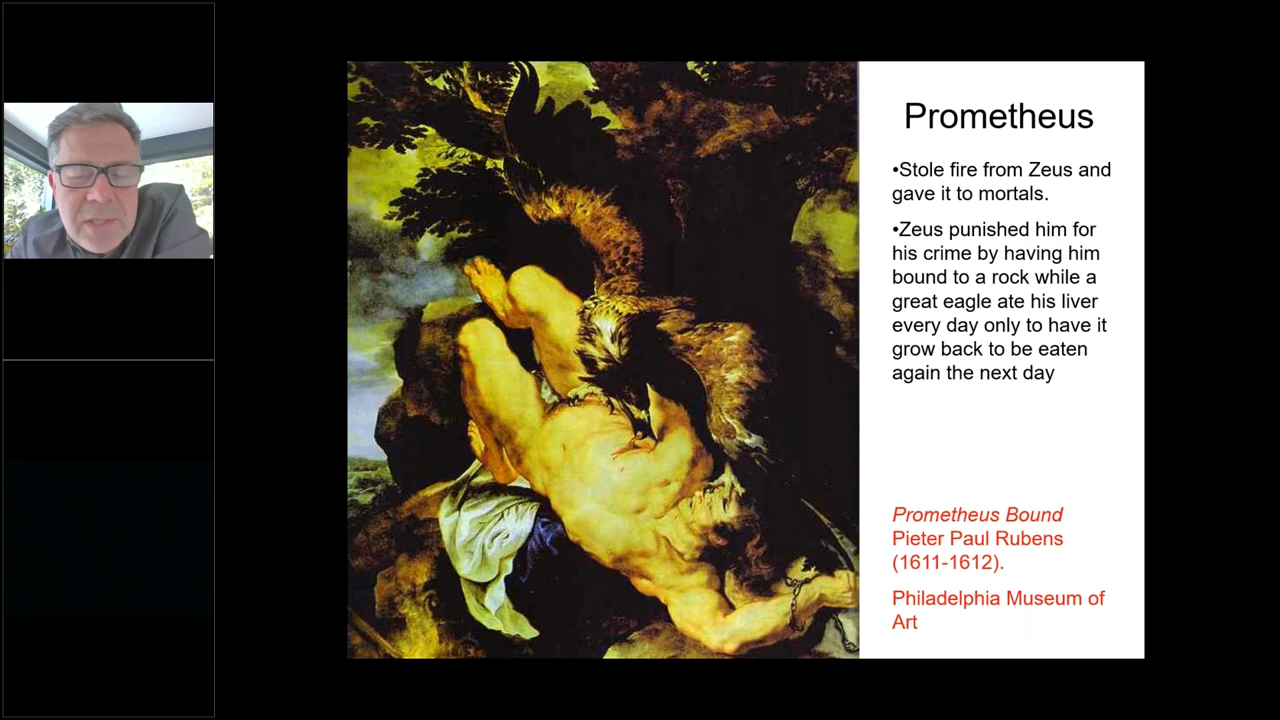 Prometheus
•Stole fire from Zeus and
gave it to mortals.
•Zeus punished him for
his crime by having him
bound to a rock while a
great eagle ate his liver
every day only to have it
grow back to be eaten
again the next day
Prometheus Bound
Pieter Paul Rubens
(1611-1612).
Philadelphia Museum of
Art